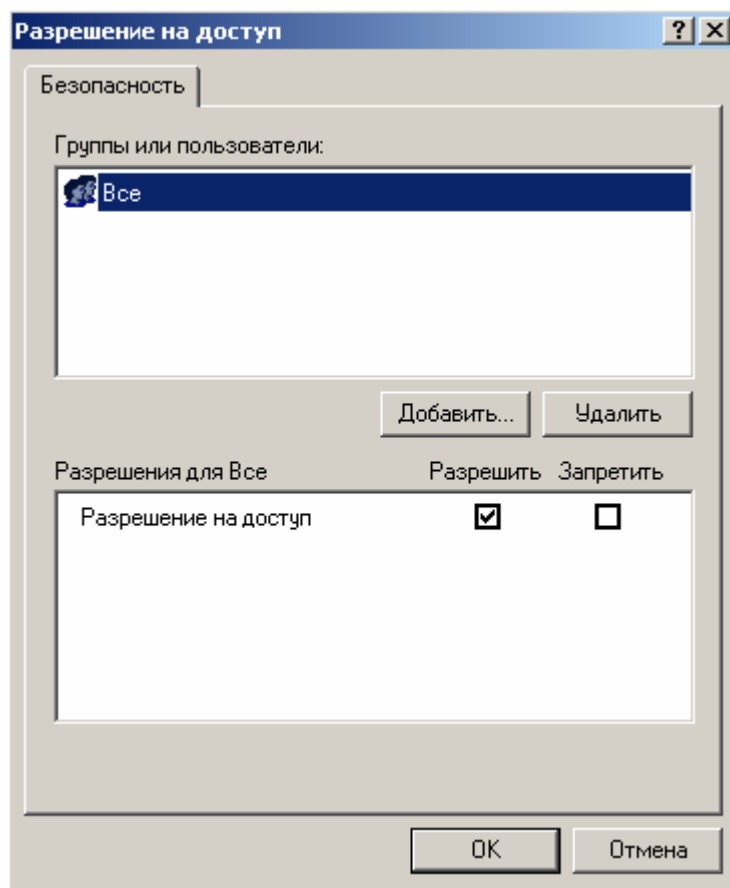 Разрешение на доступ
Безопасность
Группы или пользователи:
Все
Добавить... Удалить
Разрешения для Все Разрешить Запретить
Разрешение на доступ
OK Отмена